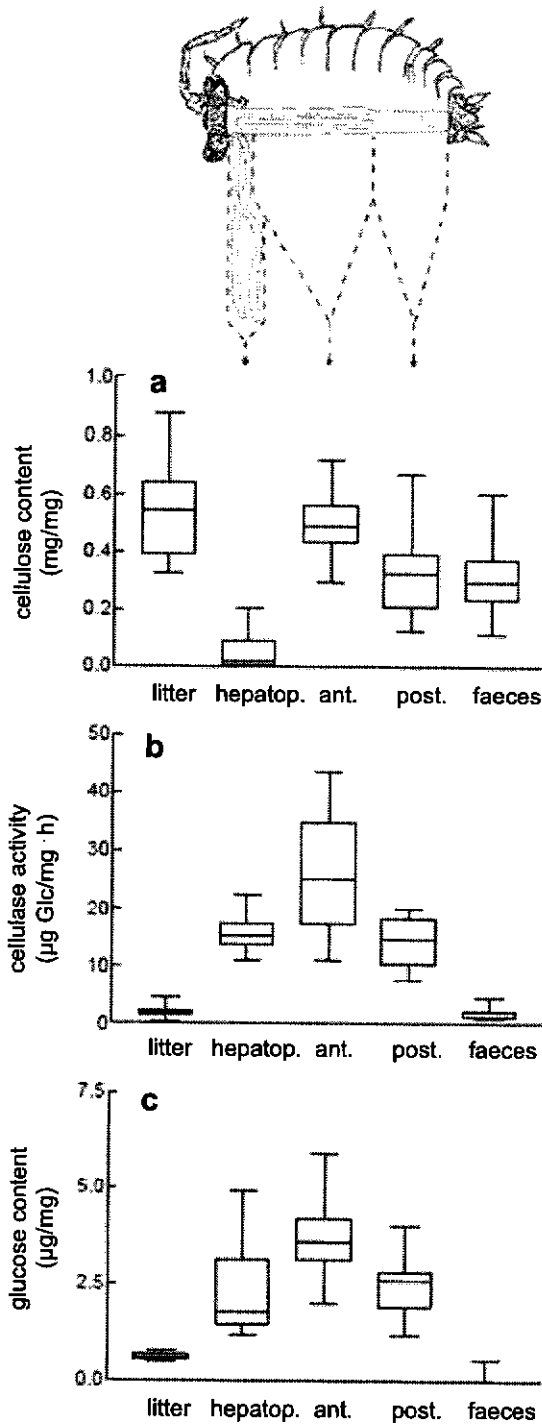 a
cellulose content
(mg/mg)
1.0
0.8
0.6
0.4
0.2
0.0
litter hepatop. ant. post. faeces
b
cellulase activity
(µg Glc/mg · h)
50
40
30
20
10
0
litter hepatop. ant. post. faeces
c
glucose content
(µg/mg)
7.5
5.0
2.5
0.0
litter hepatop. ant. post. faeces